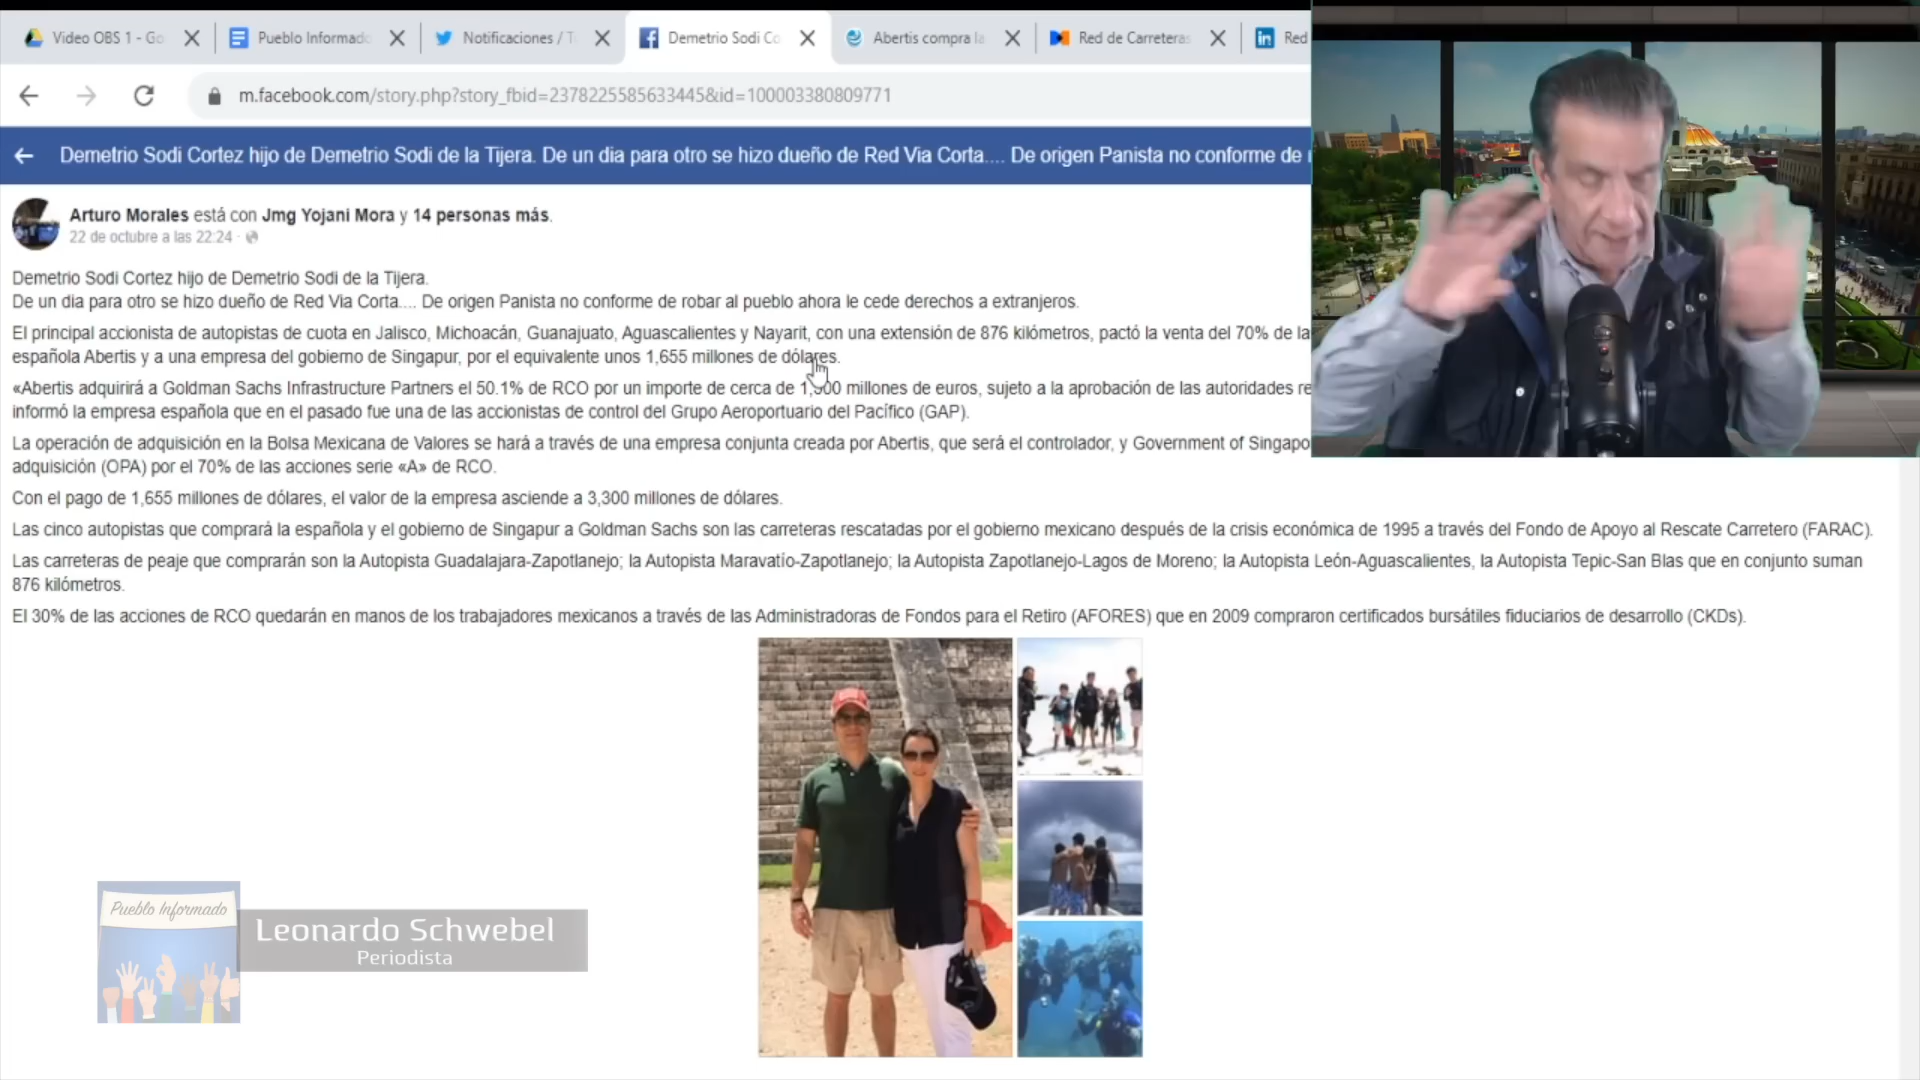 Video OBS 1 - Go
Pueblo Informado
Notificaciones / T
Demetrio Sodi Co
Abertis compra la
Red de Carreteras
Red
m.facebook.com/story.php?story_fbid=2378225585633445&id=100003380809771
Demetrio Sodi Cortez hijo de Demetrio Sodi de la Tijera. De un dia para otro se hizo dueño de Red Via Corta.... De origen Panista no conforme de
Arturo Morales está con Jmg Yojani Mora y 14 personas más.
22 de octubre a las 22:24 ·
Demetrio Sodi Cortez hijo de Demetrio Sodi de la Tijera.
De un dia para otro se hizo dueño de Red Via Corta.... De origen Panista no conforme de robar al pueblo ahora le cede derechos a extranjeros.
El principal accionista de autopistas de cuota en Jalisco, Michoacán, Guanajuato, Aguascalientes y Nayarit, con una extensión de 876 kilómetros, pactó la venta del 70% de la
española Abertis y a una empresa del gobierno de Singapur, por el equivalente unos 1,655 millones de dólares.
«Abertis adquirirá a Goldman Sachs Infrastructure Partners el 50.1% de RCO por un importe de cerca de 1,500 millones de euros, sujeto a la aprobación de las autoridades re
informó la empresa española que en el pasado fue una de las accionistas de control del Grupo Aeroportuario del Pacífico (GAP).
La operación de adquisición en la Bolsa Mexicana de Valores se hará a través de una empresa conjunta creada por Abertis, que será el controlador, y Government of Singapo
adquisición (OPA) por el 70% de las acciones serie «A» de RCO.
Con el pago de 1,655 millones de dólares, el valor de la empresa asciende a 3,300 millones de dólares.
Las cinco autopistas que comprará la española y el gobierno de Singapur a Goldman Sachs son las carreteras rescatadas por el gobierno mexicano después de la crisis económica de 1995 a través del Fondo de Apoyo al Rescate Carretero (FARAC).
Las carreteras de peaje que comprarán son la Autopista Guadalajara-Zapotlanejo; la Autopista Maravatío-Zapotlanejo; la Autopista Zapotlanejo-Lagos de Moreno; la Autopista León-Aguascalientes, la Autopista Tepic-San Blas que en conjunto suman
876 kilómetros.
El 30% de las acciones de RCO quedarán en manos de los trabajadores mexicanos a través de las Administradoras de Fondos para el Retiro (AFORES) que en 2009 compraron certificados bursátiles fiduciarios de desarrollo (CKDs).
Pueblo Informado
Leonardo Schwebel
Periodista